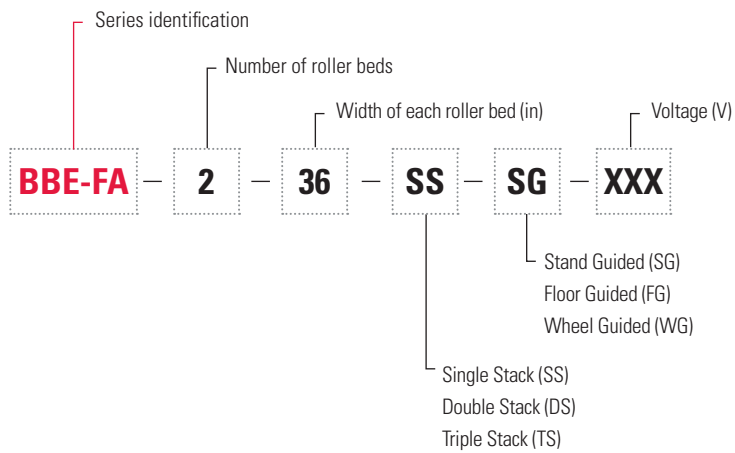 Series identification
Number of roller beds
Width of each roller bed (in)
Voltage (V)
BBE-FA – 2 – 36 – SS – SG – XXX
Stand Guided (SG)
Floor Guided (FG)
Wheel Guided (WG)
Single Stack (SS)
Double Stack (DS)
Triple Stack (TS)